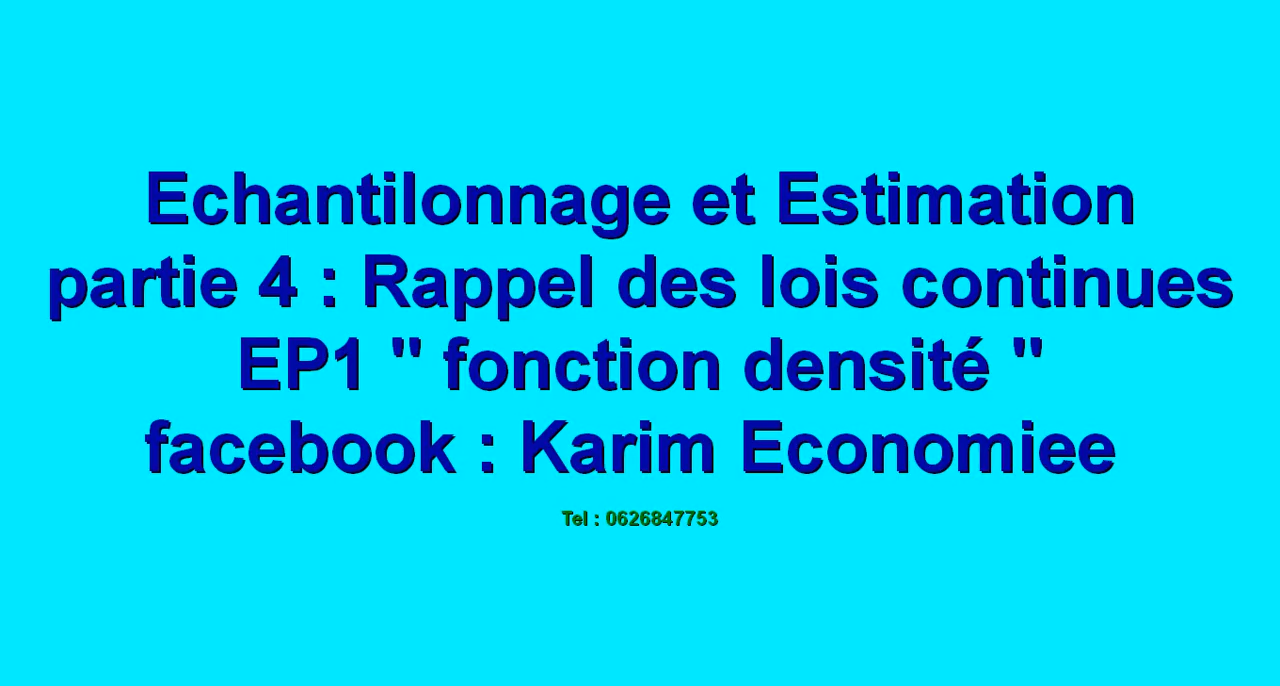 Echantilonnage et Estimation
partie 4 : Rappel des lois continues
EP1 " fonction densité "
facebook : Karim Economiee
Tel : 0626847753